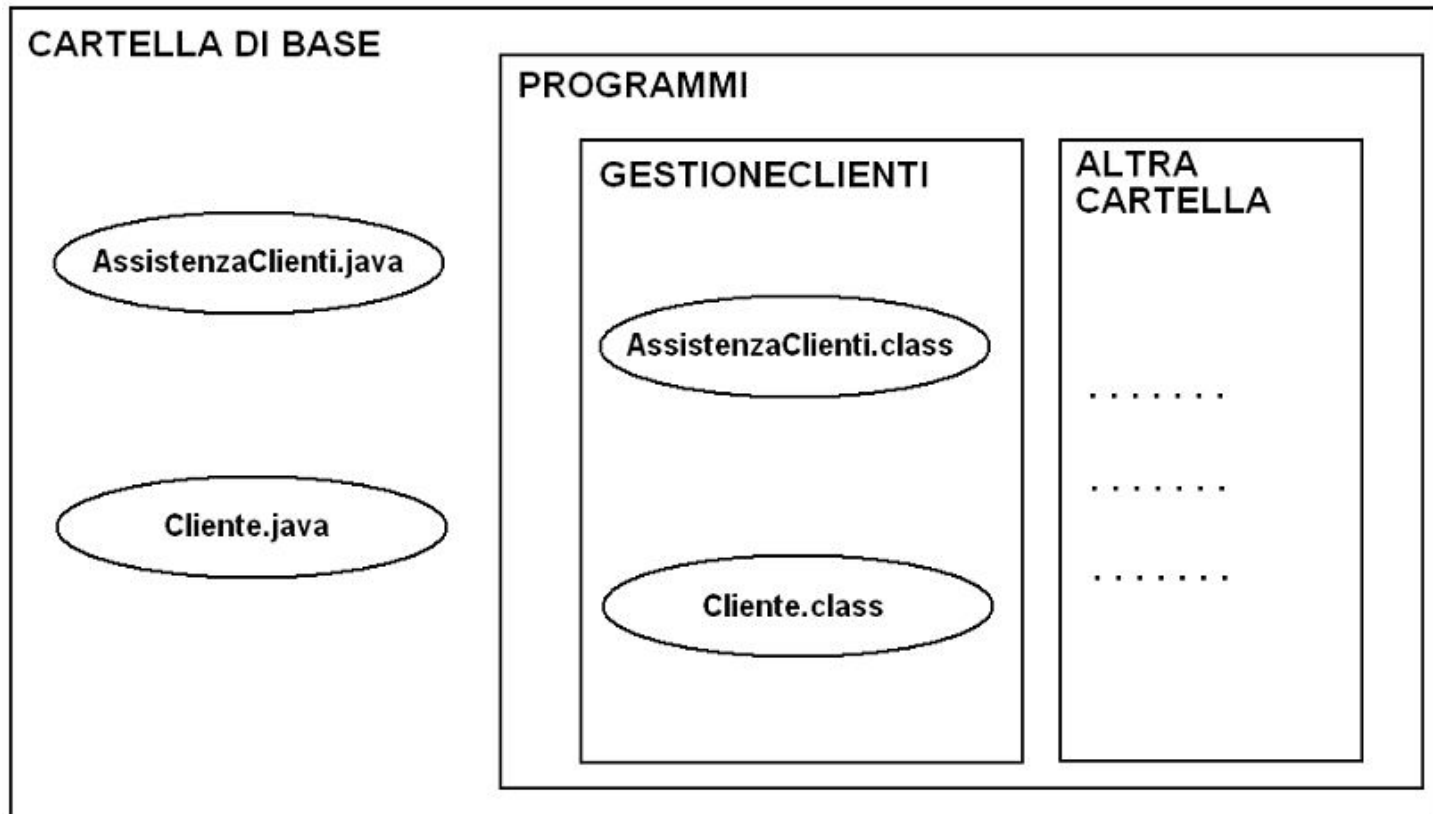 CARTELLA DI BASE
AssistenzaClienti.java
Cliente.java
PROGRAMMI
GESTIONECLIENTI
AssistenzaClienti.class
Cliente.class
ALTRA
CARTELLA
. . . . . . .
. . . . . . .
. . . . . . .